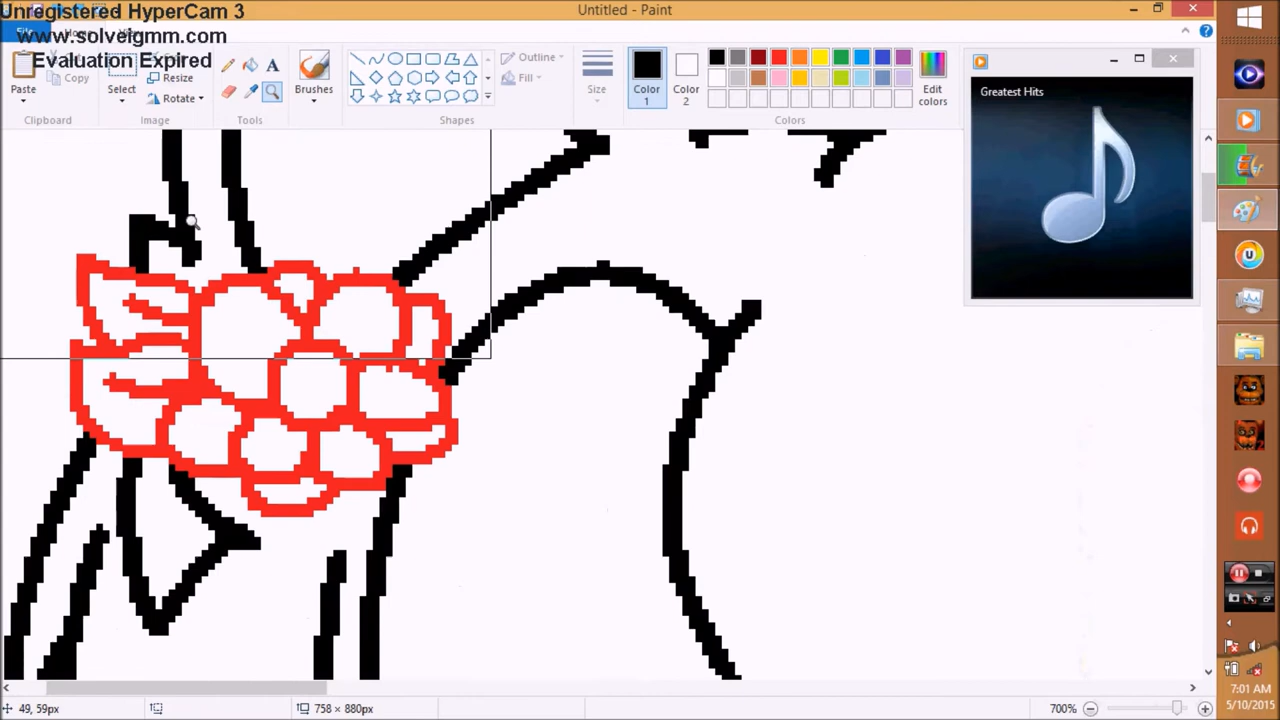 Unregistered HyperCam 3
www.solveigmm.com
Evaluation Expired
Untitled - Paint
File
Paste
Copy
Select
Resize
Rotate
Brushes
Outline
Fill
Size
Color 1
Color 2
Edit colors
Clipboard
Image
Tools
Shapes
Colors
Greatest Hits
49, 59px
758 × 880px
700%
7:01 AM
5/10/2015